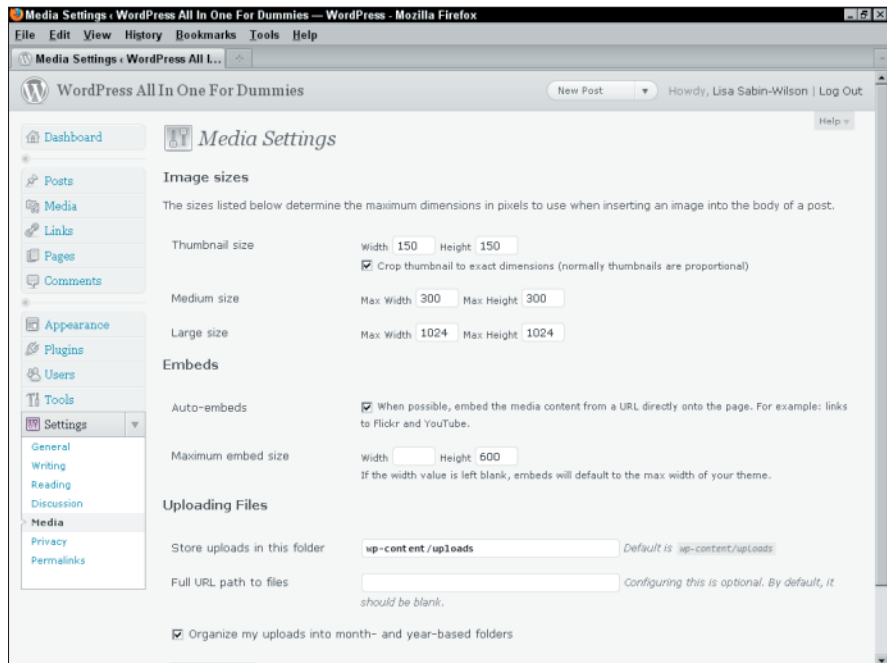 Media Settings ‹ WordPress All In One For Dummies — WordPress - Mozilla Firefox
File Edit View History Bookmarks Tools Help
Media Settings ‹ WordPress All I...
WordPress All In One For Dummies
New Post
Howdy, Lisa Sabin-Wilson | Log Out
Help
Dashboard
Posts
Media
Links
Pages
Comments
Appearance
Plugins
Users
Tools
Settings
General
Writing
Reading
Discussion
Media
Privacy
Permalinks
Media Settings
Image sizes
The sizes listed below determine the maximum dimensions in pixels to use when inserting an image into the body of a post.
Thumbnail size Width 150 Height 150
Crop thumbnail to exact dimensions (normally thumbnails are proportional)
Medium size Max Width 300 Max Height 300
Large size Max Width 1024 Max Height 1024
Embeds
Auto-embeds When possible, embed the media content from a URL directly onto the page. For example: links
to Flickr and YouTube.
Maximum embed size Width Height 600
If the width value is left blank, embeds will default to the max width of your theme.
Uploading Files
Store uploads in this folder wp-content/uploads Default is wp-content/uploads
Full URL path to files Configuring this is optional. By default, it
should be blank.
Organize my uploads into month- and year-based folders